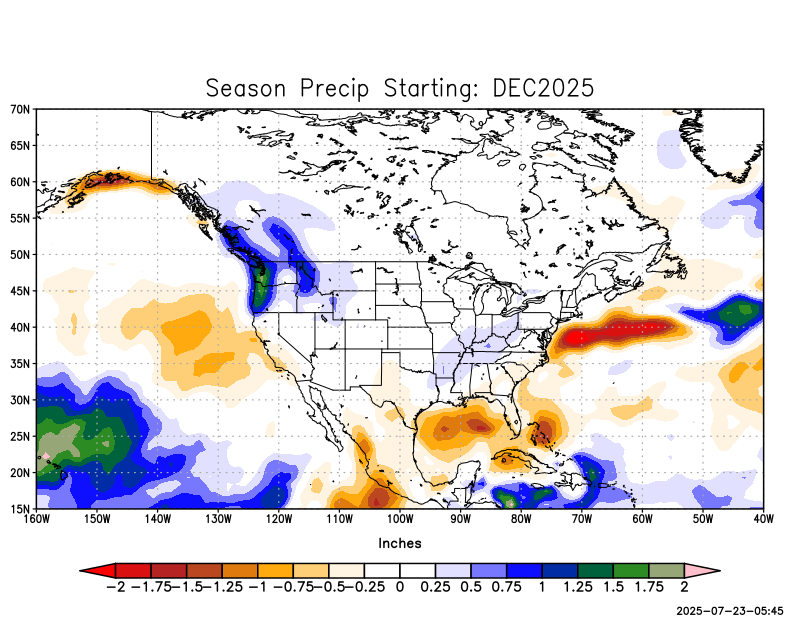 Season Precip Starting: DEC2025
70N
65N
60N
55N
50N
45N
40N
35N
30N
25N
20N
15N
160W 150W 140W 130W 120W 110W 100W 90W 80W 70W 60W 50W 40W
Inches
-2 -1.75 -1.5 -1.25 -1 -0.75 -0.5 -0.25 0 0.25 0.5 0.75 1 1.25 1.5 1.75 2
2025-07-23-05:45